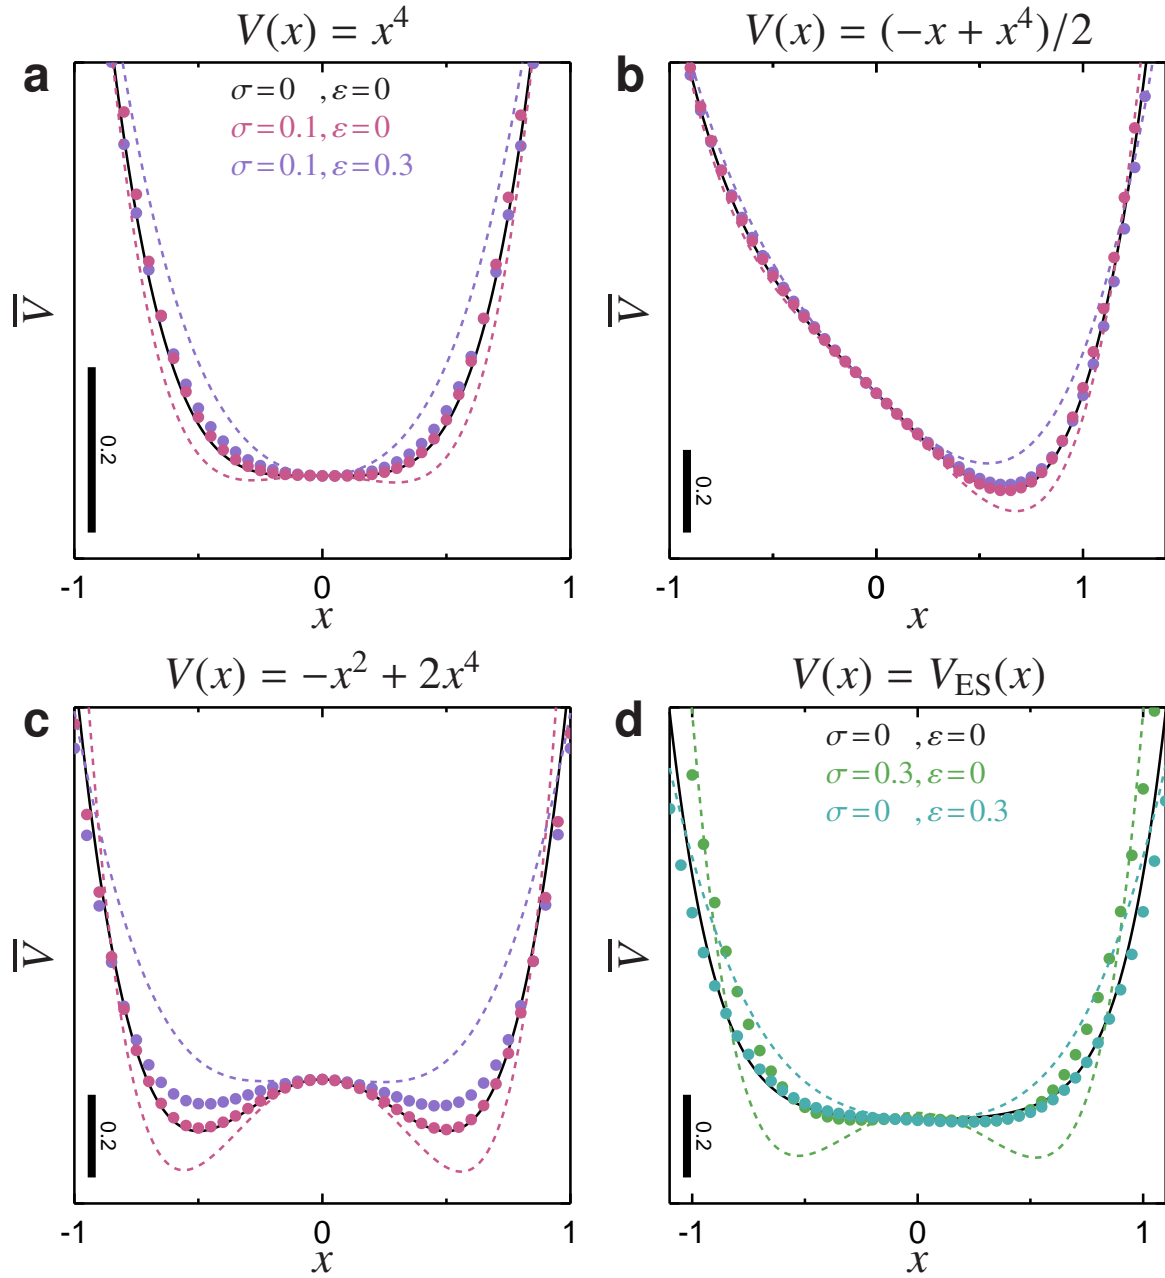 V(x) = x⁴
V(x) = (−x + x⁴)/2
a
σ=0 , ε=0
σ=0.1, ε=0
σ=0.1, ε=0.3
V̅
0.2
-1 0 1
x
b
V̅
0.2
-1 0 1
x
V(x) = −x² + 2x⁴
V(x) = V_ES(x)
c
V̅
0.2
-1 0 1
x
d
σ=0 , ε=0
σ=0.3, ε=0
σ=0 , ε=0.3
V̅
0.2
-1 0 1
x